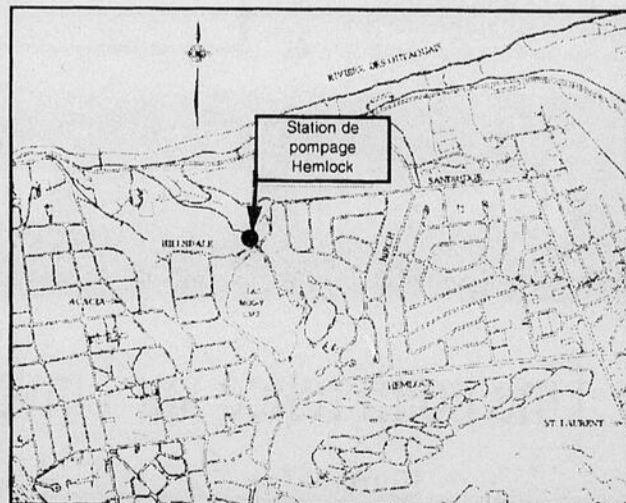 RIVIERE DES OUTAOUAIS
Station de
pompage
Hemlock
SANDRIDGE
BIRCH
HILLSDALE
ACACIA
LAC
HEMLOCK
ST. LAURENT